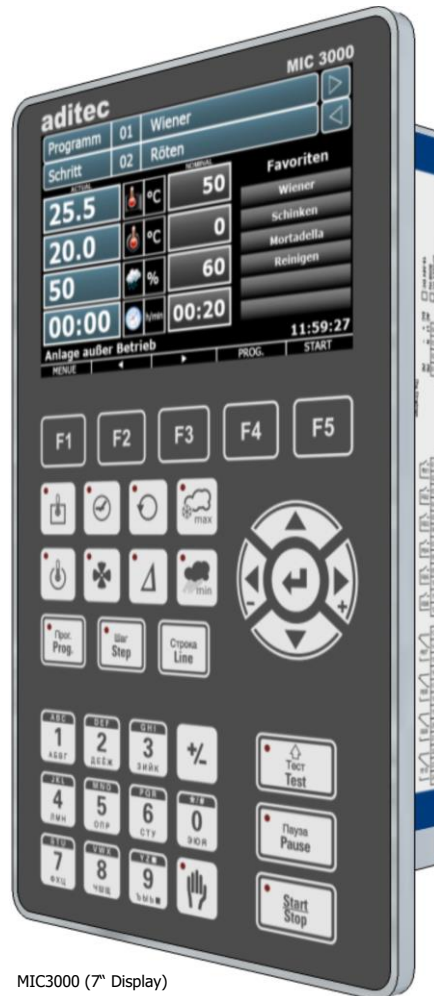 MIC 3000
aditec
Programm 01 Wiener
Schritt 02 Röten
ACTUAL NOMINAL Favoriten
25.5 °C 50 Wiener
20.0 °C 0 Schinken
50 % 60 Mortadella
00:00 h/min 00:20 Reinigen
11:59:27
Anlage außer Betrieb
MENUE PROG. START
F1 F2 F3 F4 F5
max
min
Прог. Шаг Строка
Prog. Step Line
ABC DEF GHI
1 2 3 +/-
АБВГ ДЕЁЖ ЗИЙК
JKL MNO PQR
4 5 6 0
ЛМН ОПР СТУ ЭЮЯ
STU VWX
7 8 9
ФХЦ ЧШЩ ЪЫЬ
Тест
Test
Пауза
Pause
Start
Stop
- +
MIC3000 (7" Display)